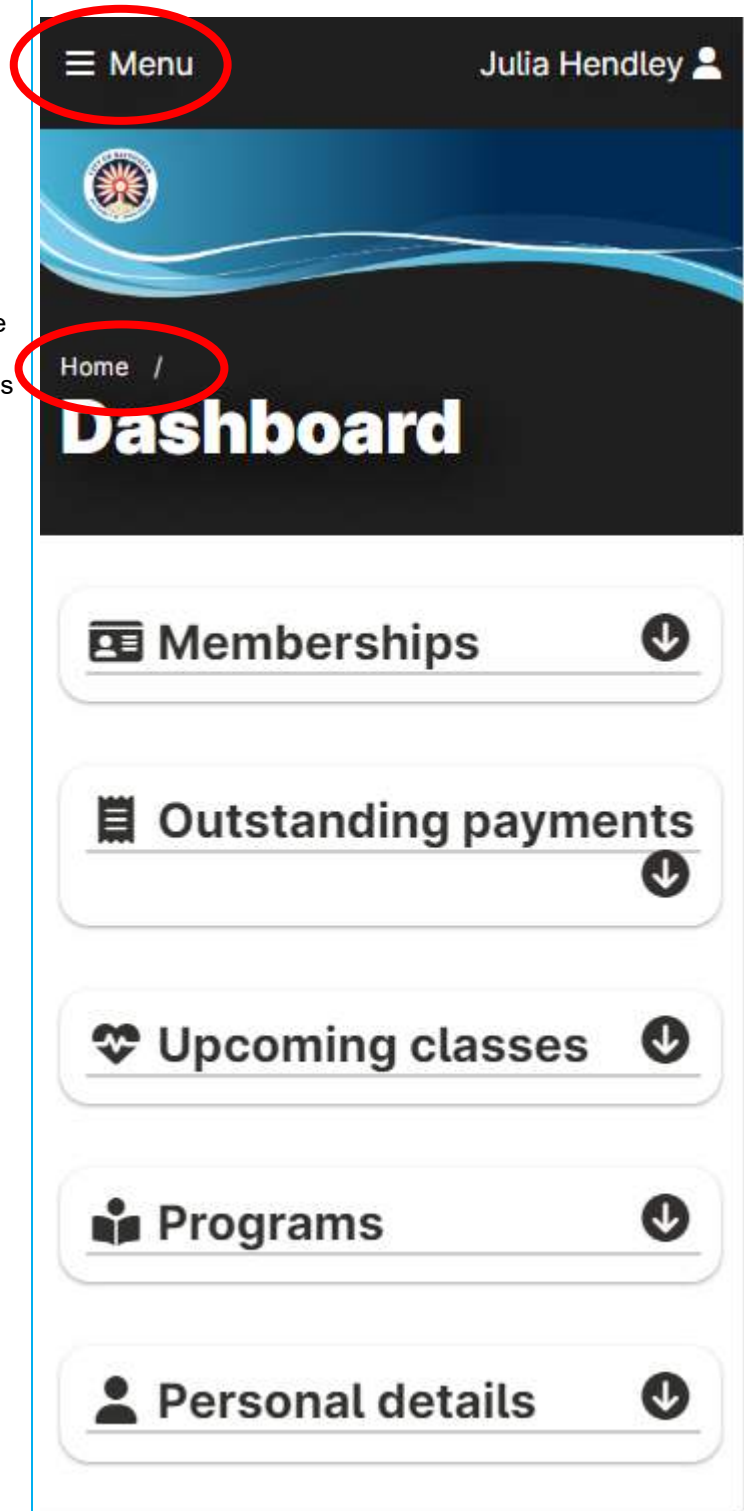 Menu
Julia Hendley
e
s
Home /
Dashboard
Memberships
Outstanding payments
Upcoming classes
Programs
Personal details